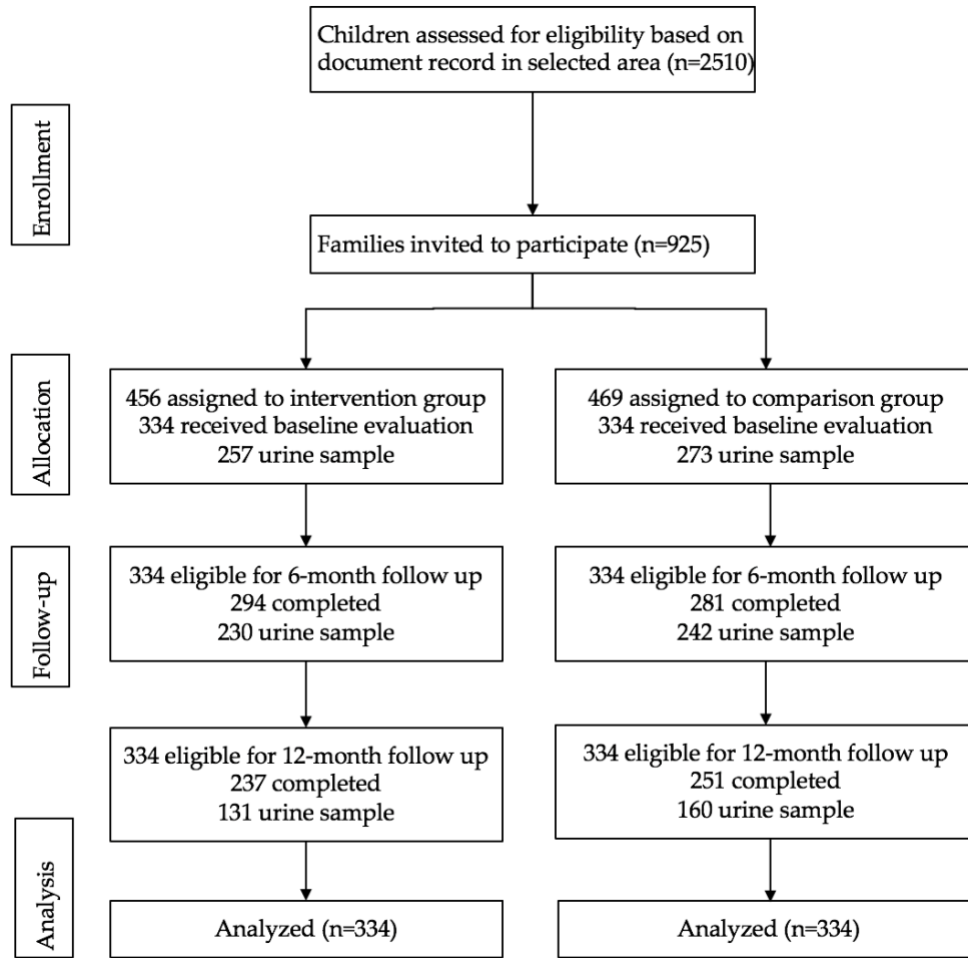 Children assessed for eligibility based on
document record in selected area (n=2510)
Enrollment
Families invited to participate (n=925)
Allocation
456 assigned to intervention group
334 received baseline evaluation
257 urine sample
469 assigned to comparison group
334 received baseline evaluation
273 urine sample
Follow-up
334 eligible for 6-month follow up
294 completed
230 urine sample
334 eligible for 6-month follow up
281 completed
242 urine sample
334 eligible for 12-month follow up
237 completed
131 urine sample
334 eligible for 12-month follow up
251 completed
160 urine sample
Analysis
Analyzed (n=334)
Analyzed (n=334)